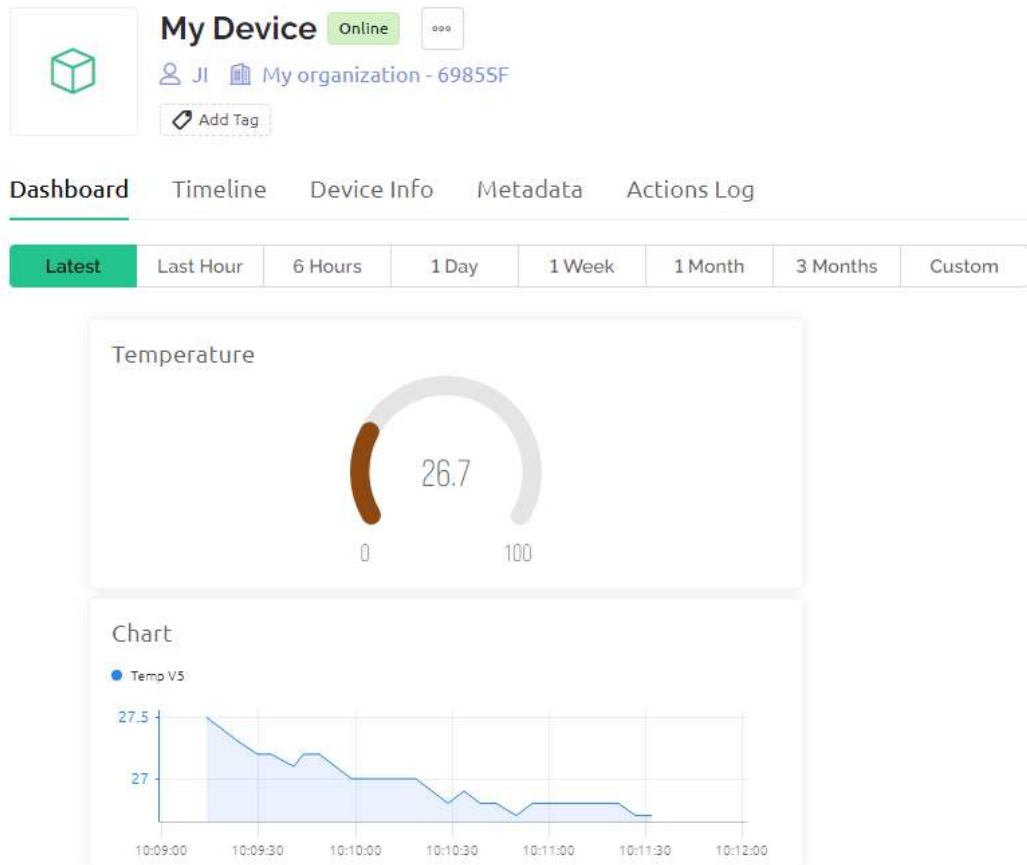 My Device Online
JI My organization - 6985SF
Add Tag
Dashboard Timeline Device Info Metadata Actions Log
Latest Last Hour 6 Hours 1 Day 1 Week 1 Month 3 Months Custom
Temperature
26.7
0 100
Chart
Temp V5
27.5
27
10:09:00 10:09:30 10:10:00 10:10:30 10:11:00 10:11:30 10:12:00